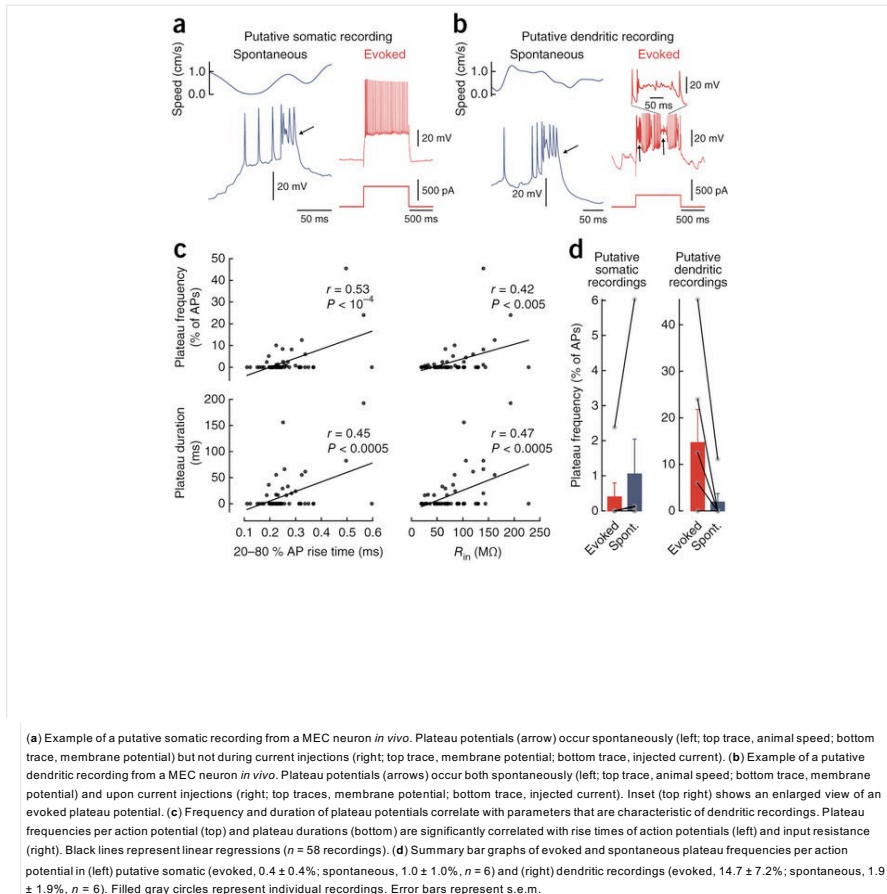 a
Putative somatic recording
Spontaneous
Evoked
Speed (cm/s)
1.0
0.0
20 mV
20 mV
500 pA
50 ms
500 ms
b
Putative dendritic recording
Spontaneous
Evoked
Speed (cm/s)
1.0
0.0
20 mV
50 ms
20 mV
20 mV
500 pA
50 ms
500 ms
c
Plateau frequency
(% of APs)
50
40
30
20
10
0
r = 0.53
P < 10⁻⁴
r = 0.42
P < 0.005
Plateau duration
(ms)
200
150
100
50
0
r = 0.45
P < 0.0005
r = 0.47
P < 0.0005
0.1 0.2 0.3 0.4 0.5 0.6
20–80 % AP rise time (ms)
0 50 100 150 200 250
Rin (MΩ)
d
Putative
somatic
recordings
Putative
dendritic
recordings
Plateau frequency (% of APs)
6
5
4
3
2
1
0
40
30
20
10
0
Evoked
Spont.
Evoked
Spont.
(a) Example of a putative somatic recording from a MEC neuron in vivo. Plateau potentials (arrow) occur spontaneously (left; top trace, animal speed; bottom
trace, membrane potential) but not during current injections (right; top trace, membrane potential; bottom trace, injected current). (b) Example of a putative
dendritic recording from a MEC neuron in vivo. Plateau potentials (arrows) occur both spontaneously (left; top trace, animal speed; bottom trace, membrane
potential) and upon current injections (right; top traces, membrane potential; bottom trace, injected current). Inset (top right) shows an enlarged view of an
evoked plateau potential. (c) Frequency and duration of plateau potentials correlate with parameters that are characteristic of dendritic recordings. Plateau
frequencies per action potential (top) and plateau durations (bottom) are significantly correlated with rise times of action potentials (left) and input resistance
(right). Black lines represent linear regressions (n = 58 recordings). (d) Summary bar graphs of evoked and spontaneous plateau frequencies per action
potential in (left) putative somatic (evoked, 0.4 ± 0.4%; spontaneous, 1.0 ± 1.0%, n = 6) and (right) dendritic recordings (evoked, 14.7 ± 7.2%; spontaneous, 1.9
± 1.9%, n = 6). Filled gray circles represent individual recordings. Error bars represent s.e.m.